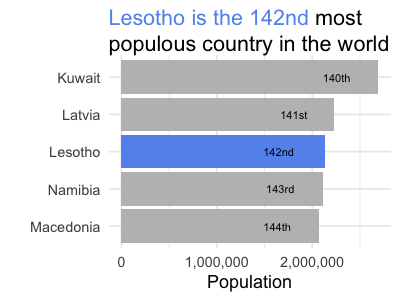 Lesotho is the 142nd most
populous country in the world
Kuwait 140th
Latvia 141st
Lesotho 142nd
Namibia 143rd
Macedonia 144th
0 1,000,000 2,000,000
Population